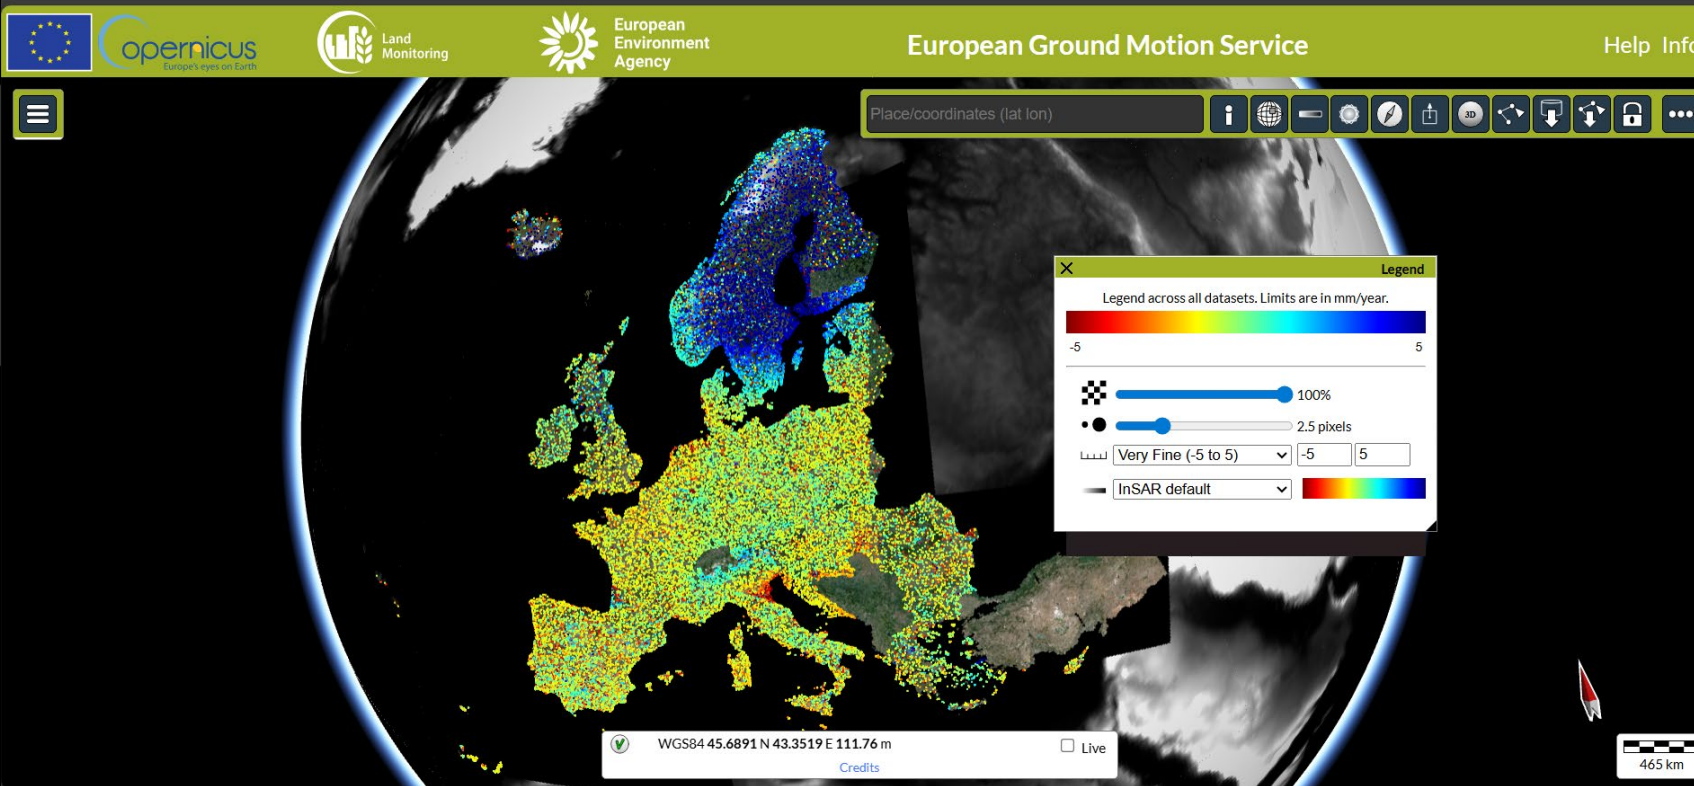 opernicus
Europe's eyes on Earth
Land
Monitoring
European
Environment
Agency
European Ground Motion Service
Help Info
Place/coordinates (lat lon)
3D
Legend
Legend across all datasets. Limits are in mm/year.
-5 5
100%
2.5 pixels
Very Fine (-5 to 5) -5 5
InSAR default
WGS84 45.6891 N 43.3519 E 111.76 m
Live
Credits
465 km